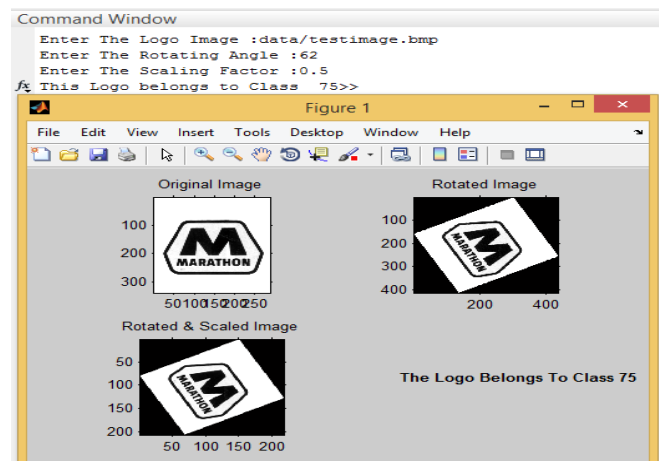 Command Window
Enter The Logo Image :data/testimage.bmp
Enter The Rotating Angle :62
Enter The Scaling Factor :0.5
fx This Logo belongs to Class 75>>
Figure 1
File Edit View Insert Tools Desktop Window Help
Original Image
100
200
300
M
MARATHON
50100150200250
Rotated Image
100
200
300
400
M
MARATHON
200 400
Rotated & Scaled Image
50
100
150
200
M
MARATHON
50 100 150 200
The Logo Belongs To Class 75